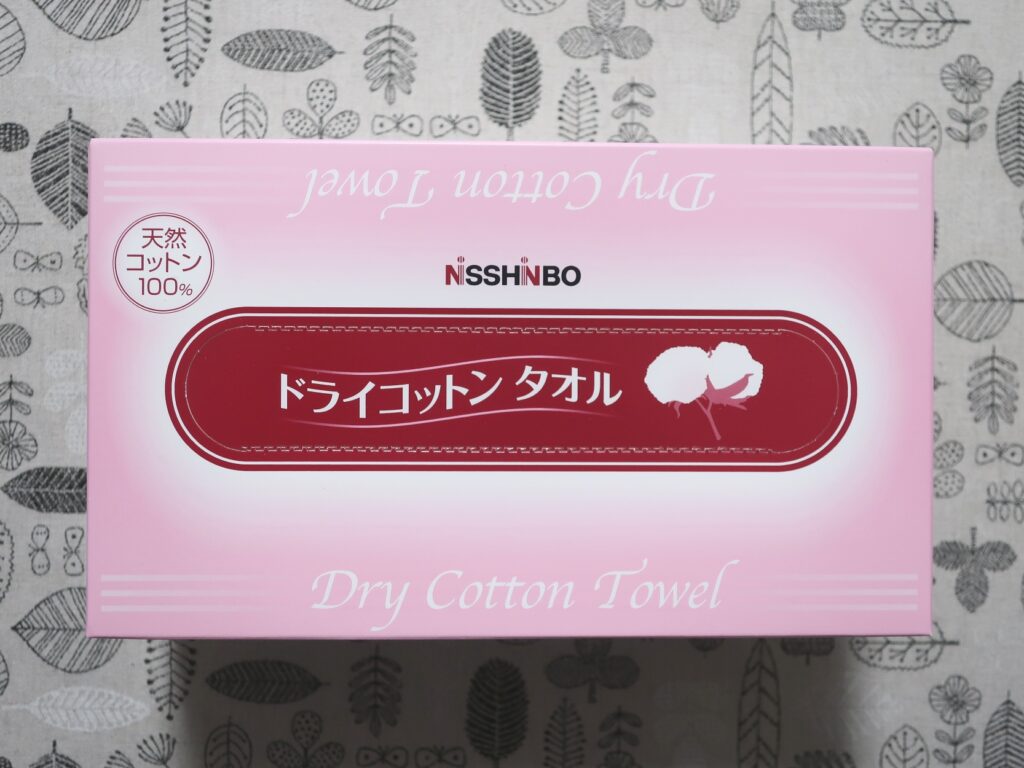 Dry Cotton Towel
天然
コットン
100%
NISSHINBO
ドライコットン タオル
Dry Cotton Towel